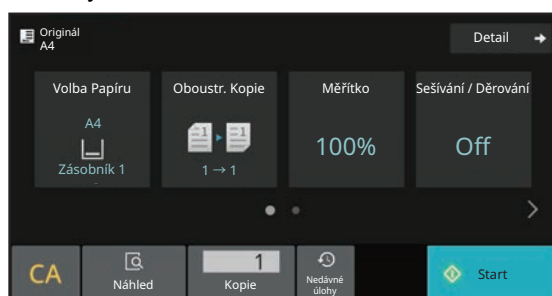 Originál
A4
Detail
Volba Papíru
A4
Zásobník 1
Oboustr. Kopie
1 → 1
Měřítko
100%
Sešívání / Děrování
Off
CA
Náhled
1
Kopie
Nedávné
úlohy
Start